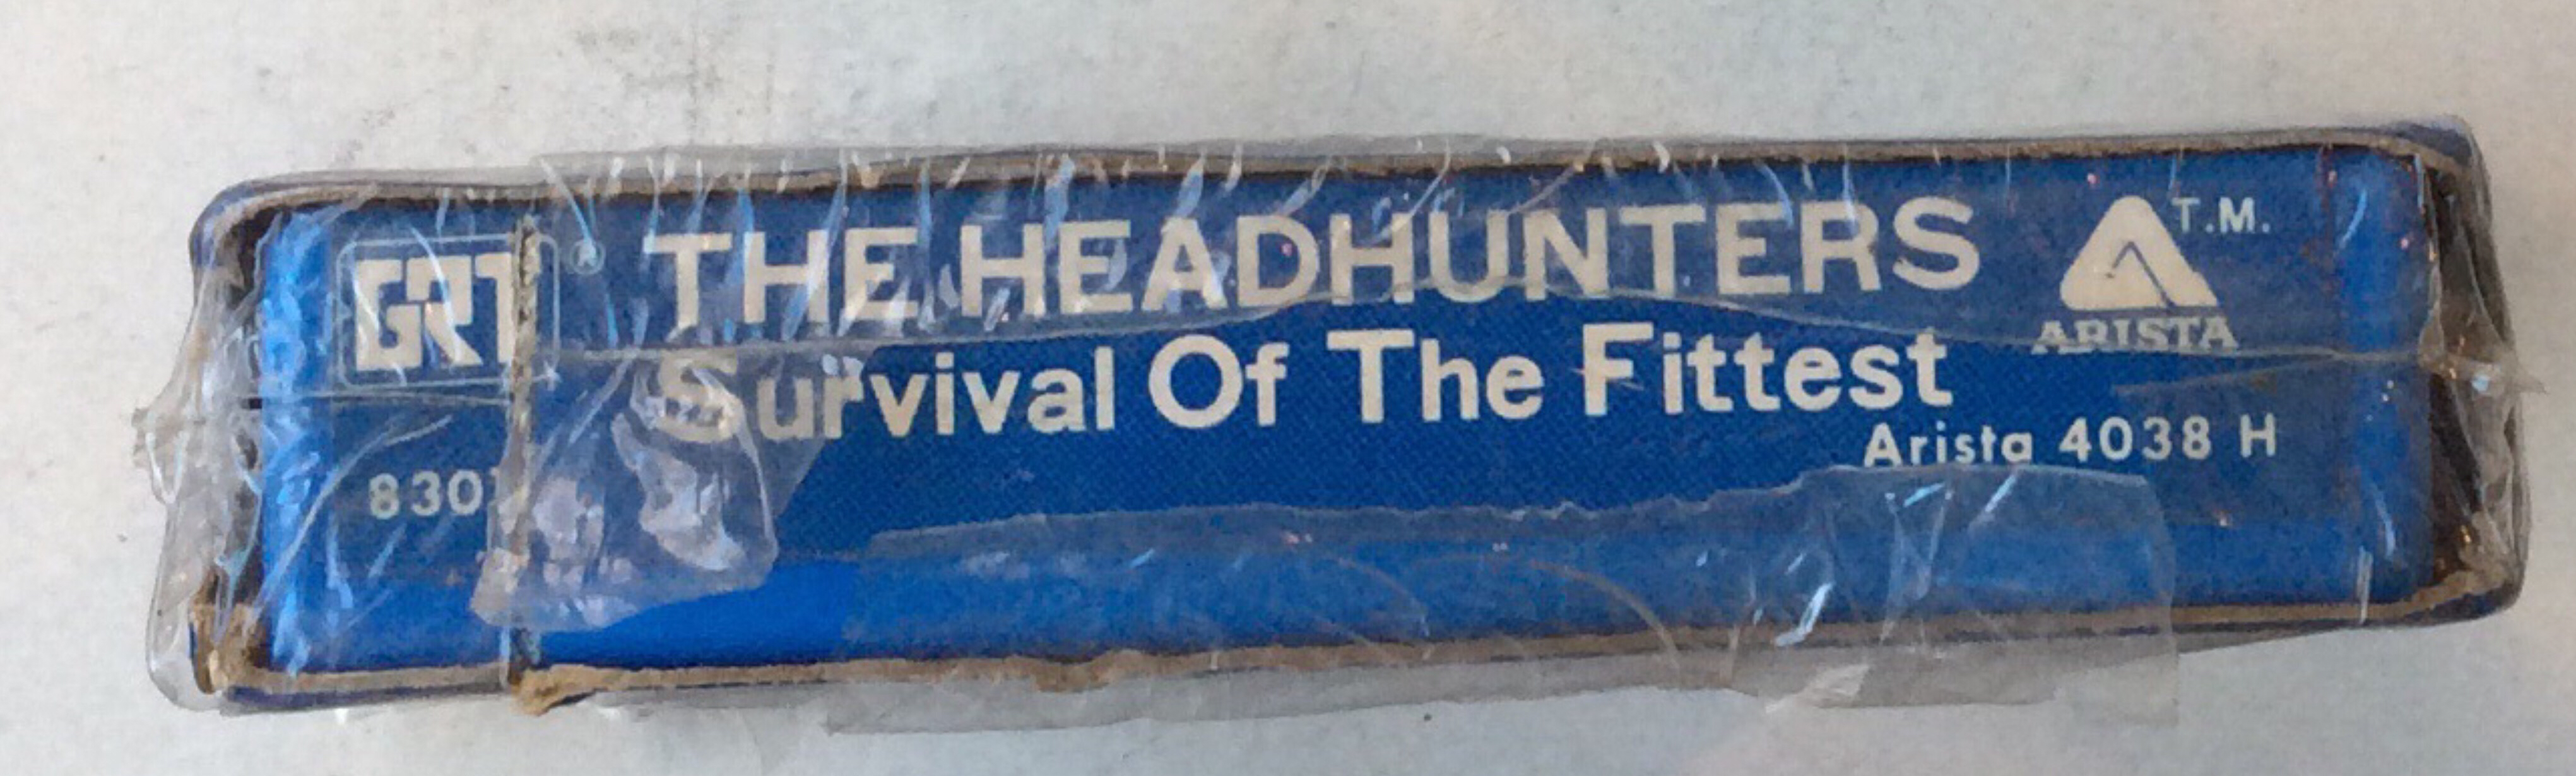 GRT ®
THE HEADHUNTERS
T.M.
ARISTA
Survival Of The Fittest
Arista 4038 H